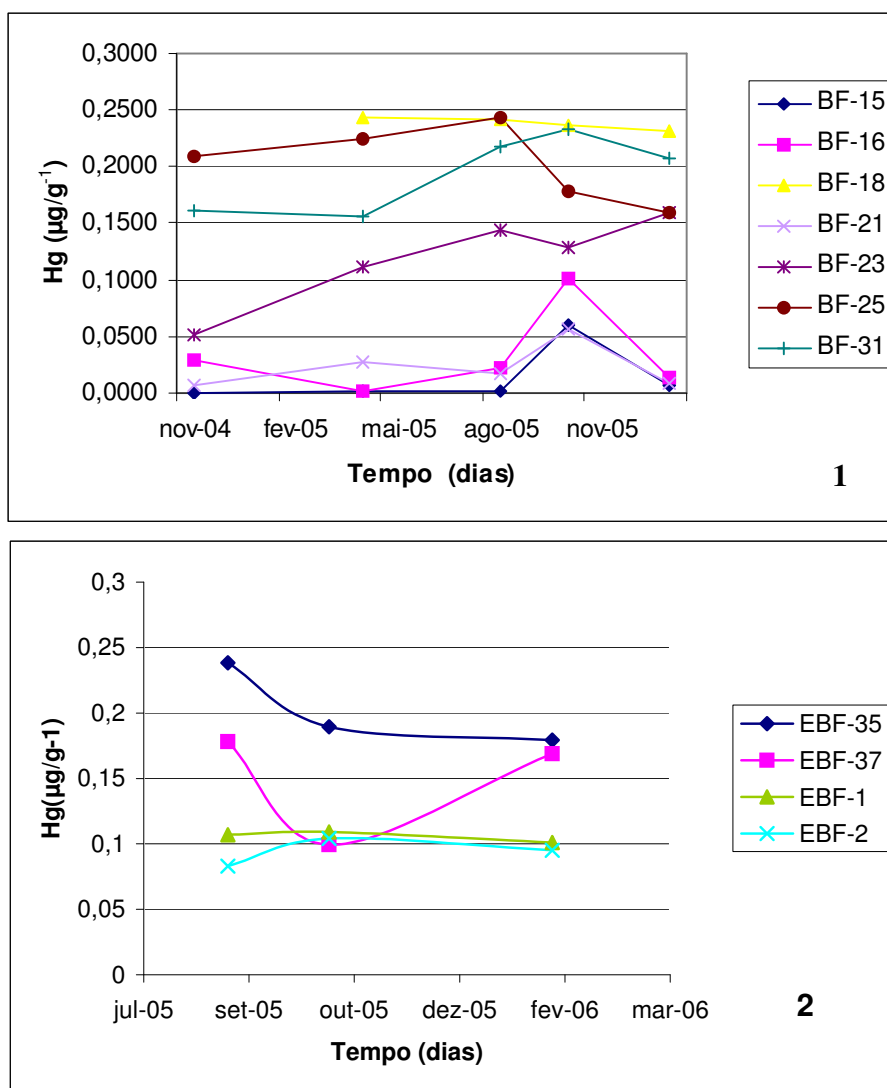 0,3000
0,2500
0,2000
0,1500
0,1000
0,0500
0,0000
Hg (µg/g⁻¹)
nov-04 fev-05 mai-05 ago-05 nov-05
Tempo (dias)
BF-15
BF-16
BF-18
BF-21
BF-23
BF-25
BF-31
1
0,3
0,25
0,2
0,15
0,1
0,05
0
Hg(µg/g-1)
jul-05 set-05 out-05 dez-05 fev-06 mar-06
Tempo (dias)
EBF-35
EBF-37
EBF-1
EBF-2
2